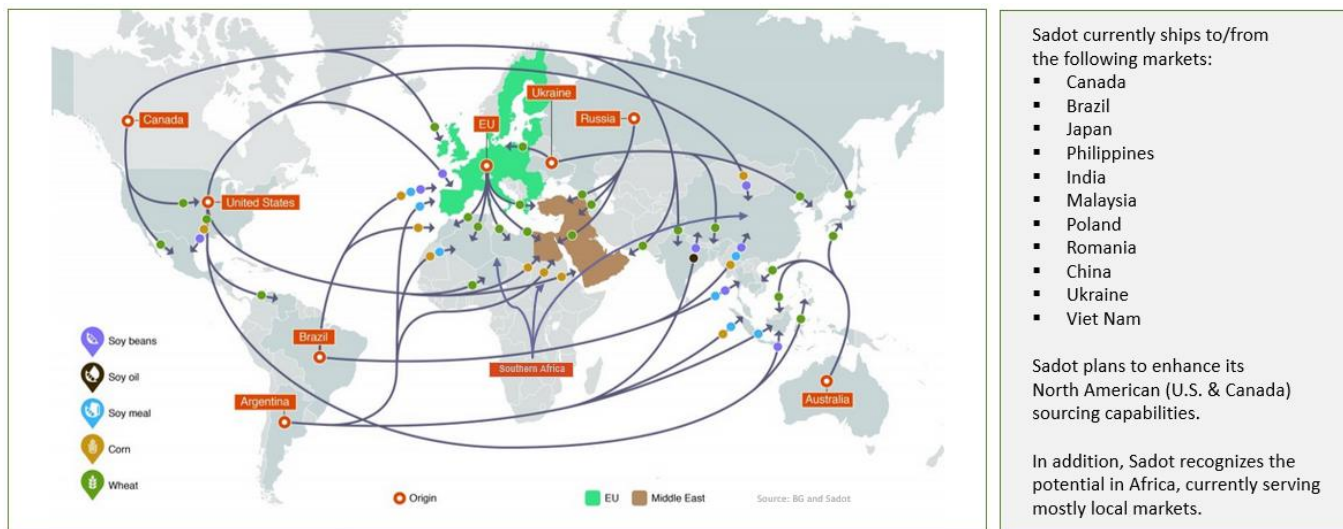 Canada
United States
EU
Ukraine
Russia
Brazil
Argentina
Southern Africa
Australia
Soy beans
Soy oil
Soy meal
Corn
Wheat
Origin
EU
Middle East
Source: BG and Sadot
Sadot currently ships to/from
the following markets:
▪ Canada
▪ Brazil
▪ Japan
▪ Philippines
▪ India
▪ Malaysia
▪ Poland
▪ Romania
▪ China
▪ Ukraine
▪ Viet Nam
Sadot plans to enhance its
North American (U.S. & Canada)
sourcing capabilities.
In addition, Sadot recognizes the
potential in Africa, currently serving
mostly local markets.